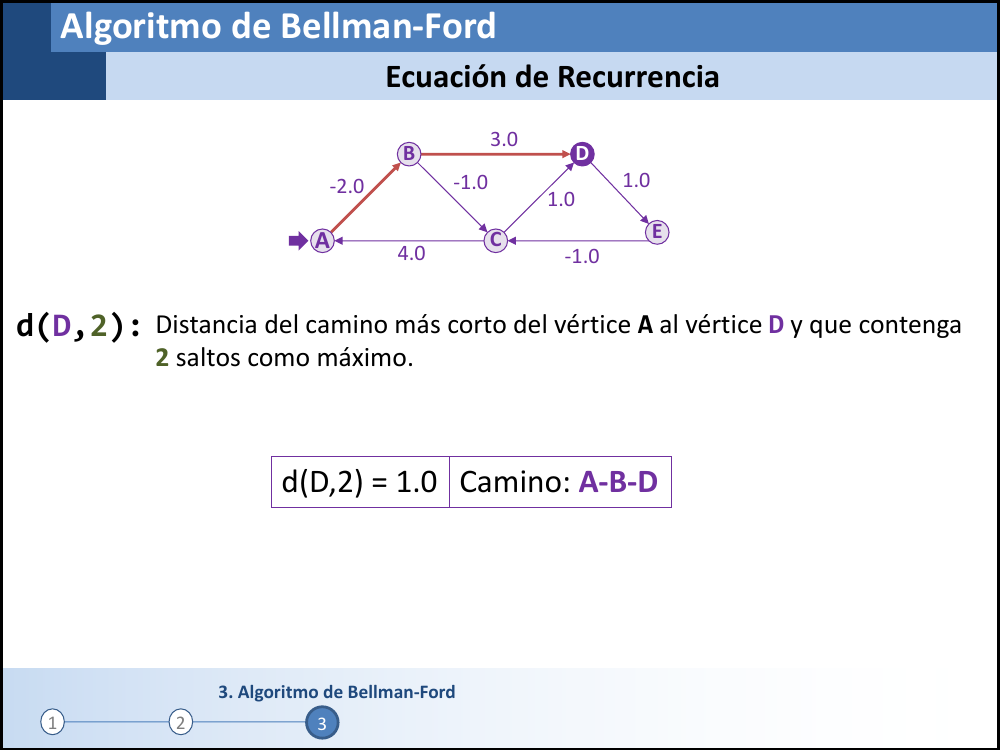 Algoritmo de Bellman-Ford
Ecuación de Recurrencia
3.0
B
D
-2.0
-1.0
1.0
1.0
A
C
E
4.0
-1.0
d(D,2): Distancia del camino más corto del vértice A al vértice D y que contenga
2 saltos como máximo.
d(D,2) = 1.0 Camino: A-B-D
3. Algoritmo de Bellman-Ford
1 2 3